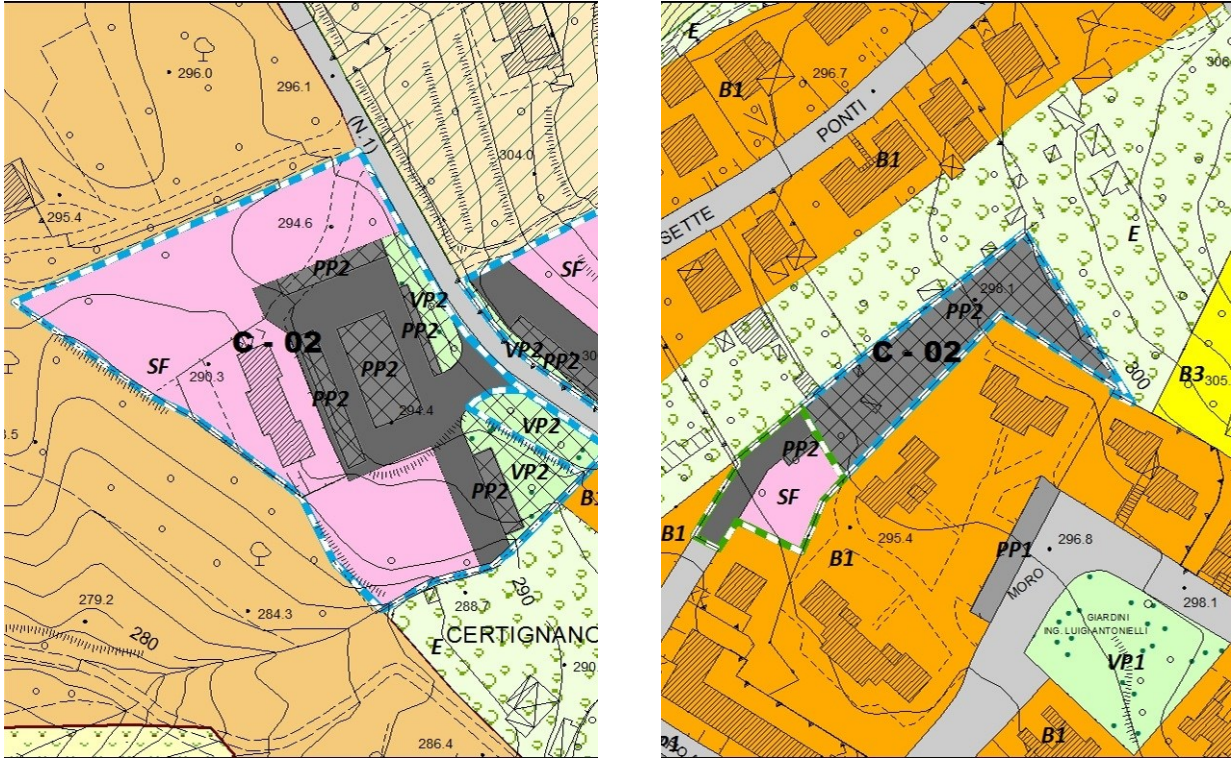 296.0
296.1
(N. 1)
304.0
295.4
294.6
PP2
SF
VP2
PP2
C - 02
VP2
PP2
SF
290.3
PP2
PP2
294.4
VP2
PP2
VP2
279.2
284.3
280
288.7
290
CERTIGNANO
E
286.4
E
B1
296.7
PONTI
B1
SETTE
E
298.1
PP2
C - 02
300
B3
PP2
SF
B1
295.4
B1
PP1
296.8
MORO
298.1
GIARDINI
ING. LUIGI ANTONIELLI
VP1
B1